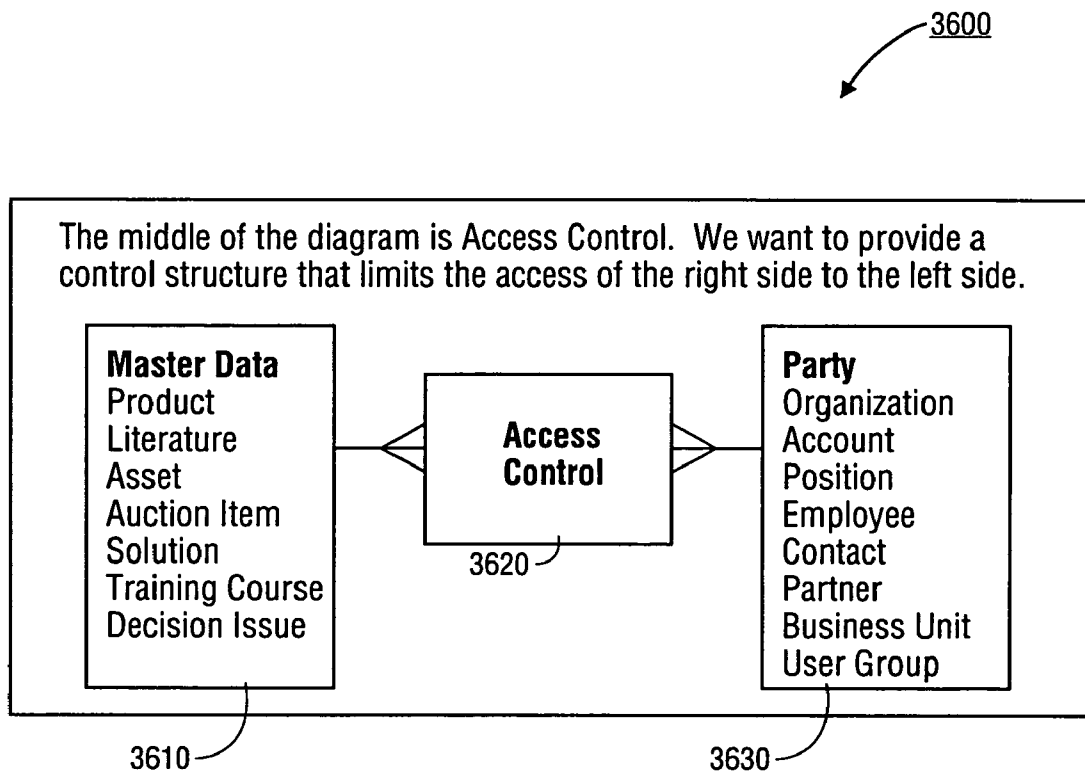 3600
The middle of the diagram is Access Control. We want to provide a
control structure that limits the access of the right side to the left side.
Master Data
Product
Literature
Asset
Auction Item
Solution
Training Course
Decision Issue
Access
Control
3620
Party
Organization
Account
Position
Employee
Contact
Partner
Business Unit
User Group
3610
3630